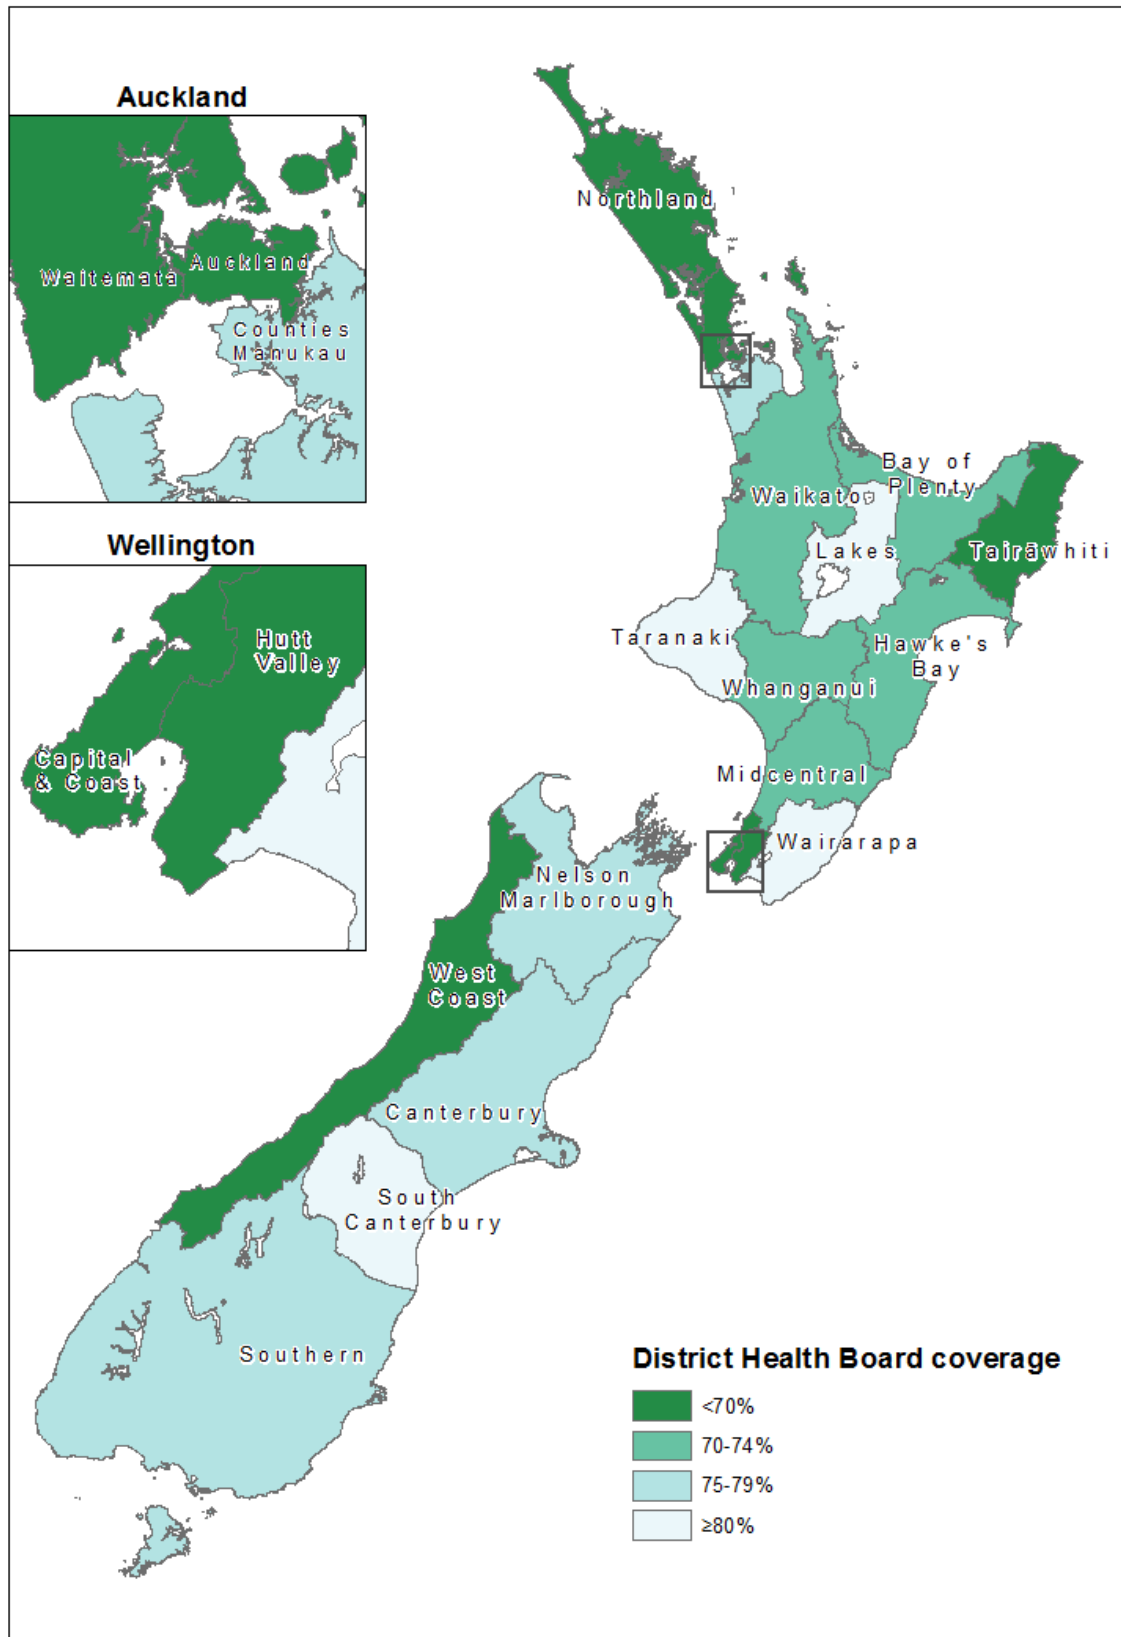 Auckland
Waitemata
Auckland
Counties
Manukau
Wellington
Hutt
Valley
Capital
& Coast
Northland
Bay of
Plenty
Waikato
Lakes
Tairāwhiti
Taranaki
Hawke's
Bay
Whanganui
Midcentral
Wairarapa
Nelson
Marlborough
West
Coast
Canterbury
South
Canterbury
Southern
District Health Board coverage
<70%
70-74%
75-79%
≥80%